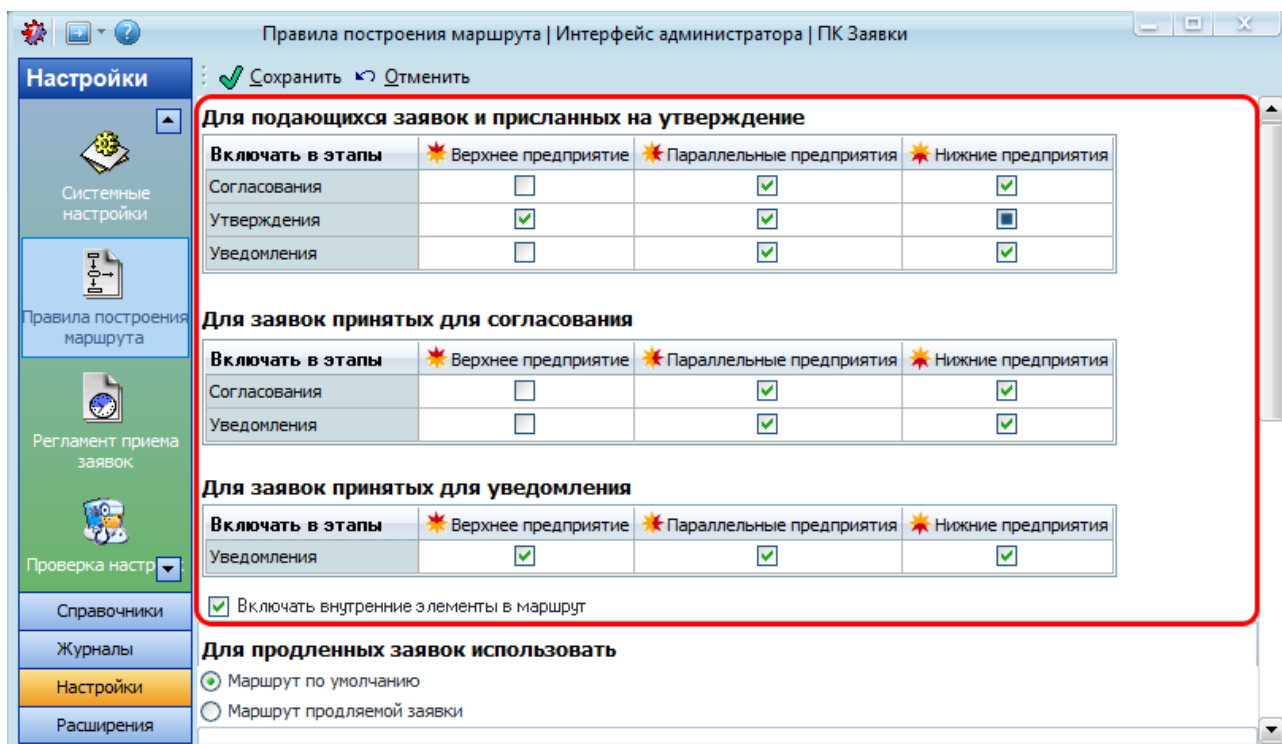 Правила построения маршрута | Интерфейс администратора | ПК Заявки
Настройки
Сохранить Отменить
Системные
настройки
Правила построения
маршрута
Регламент приема
заявок
Проверка настр
Справочники
Журналы
Настройки
Расширения
Для подающихся заявок и присланных на утверждение
Включать в этапы Верхнее предприятие Параллельные предприятия Нижние предприятия
Согласования
Утверждения
Уведомления
Для заявок принятых для согласования
Включать в этапы Верхнее предприятие Параллельные предприятия Нижние предприятия
Согласования
Уведомления
Для заявок принятых для уведомления
Включать в этапы Верхнее предприятие Параллельные предприятия Нижние предприятия
Уведомления
Включать внутренние элементы в маршрут
Для продленных заявок использовать
Маршрут по умолчанию
Маршрут продляемой заявки